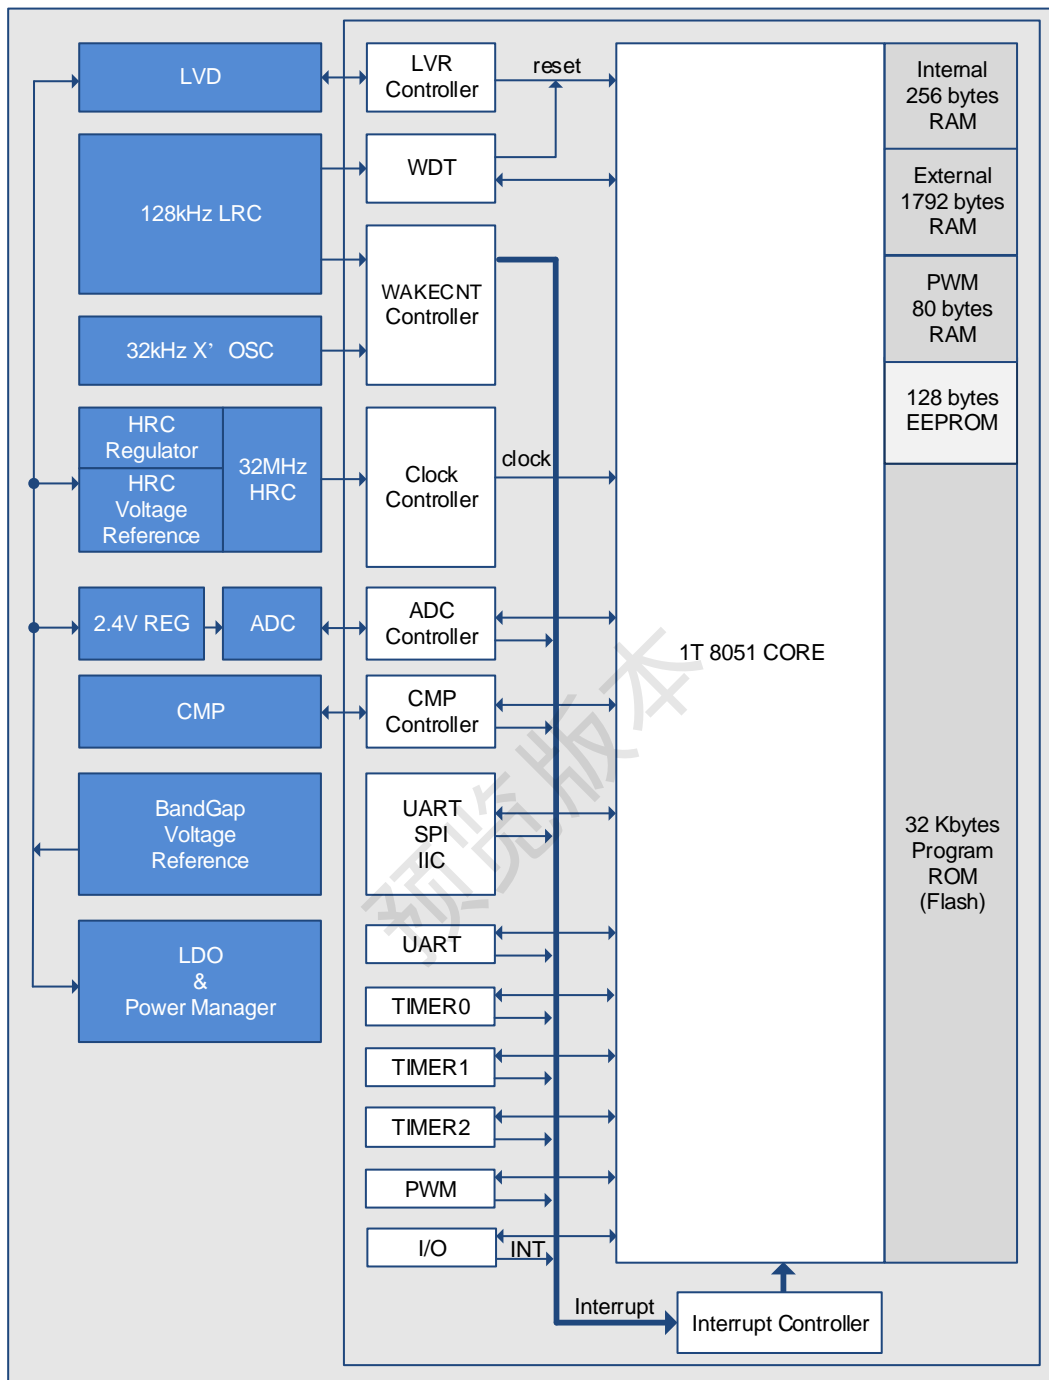 LVD
LVR
Controller
reset
Internal
256 bytes
RAM
128kHz LRC
WDT
External
1792 bytes
RAM
WAKECNT
Controller
PWM
80 bytes
RAM
32kHz X’ OSC
128 bytes
EEPROM
HRC
Regulator
HRC
Voltage
Reference
32MHz
HRC
Clock
Controller
clock
2.4V REG
ADC
ADC
Controller
1T 8051 CORE
CMP
CMP
Controller
BandGap
Voltage
Reference
UART
SPI
IIC
32 Kbytes
Program
ROM
(Flash)
预览版本
UART
LDO
&
Power Manager
TIMER0
TIMER1
TIMER2
PWM
I/O
INT
Interrupt
Interrupt Controller